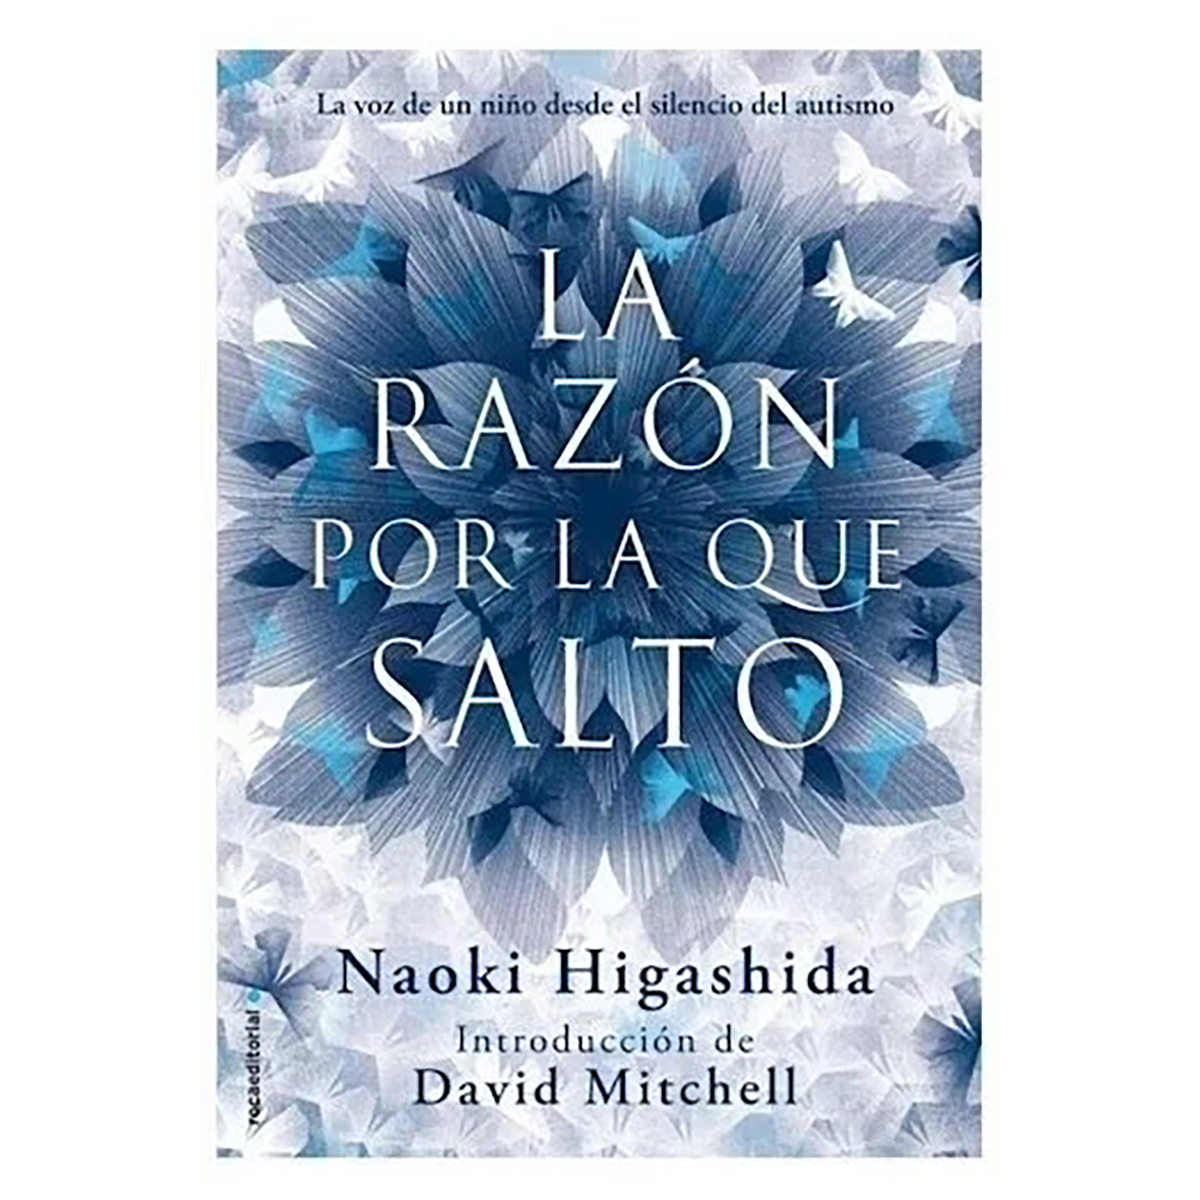 La voz de un niño desde el silencio del autismo
LA
RAZÓN
POR LA QUE
SALTO
Naoki Higashida
Introducción de
David Mitchell
rocaeditorial